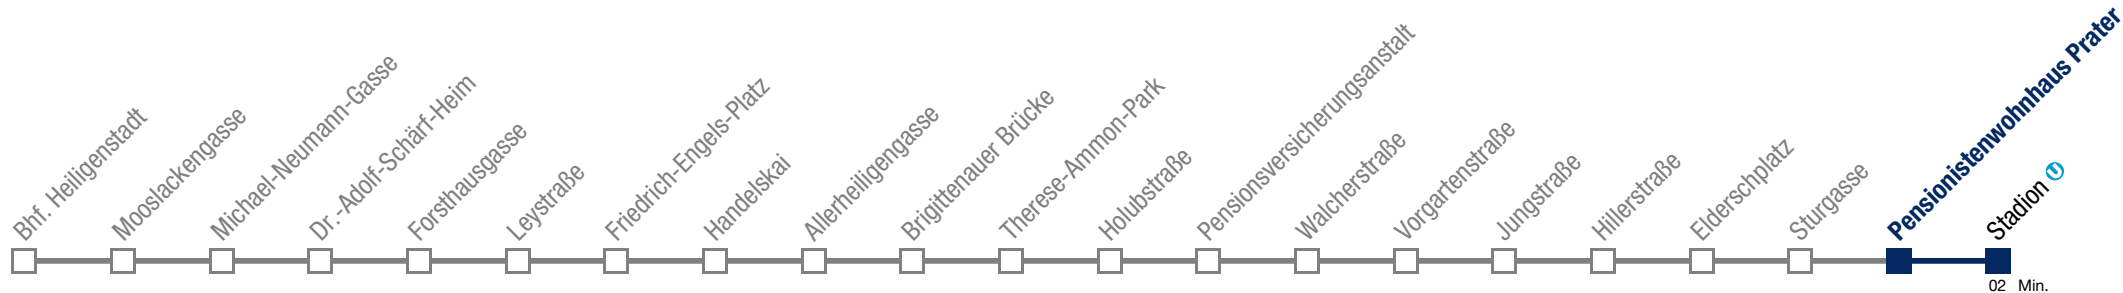 Bhf. Heiligenstadt
Mooslackengasse
Michael-Neumann-Gasse
Dr.-Adolf-Schärf-Heim
Forsthausgasse
Leystraße
Friedrich-Engels-Platz
Handelskai
Allerheiligengasse
Brigittenauer Brücke
Therese-Ammon-Park
Holubstraße
Pensionsversicherungsanstalt
Walcherstraße
Vorgartenstraße
Jungstraße
Hillerstraße
Elderschplatz
Sturgasse
Pensionistenwohnhaus Prater
Stadion U
02 Min.